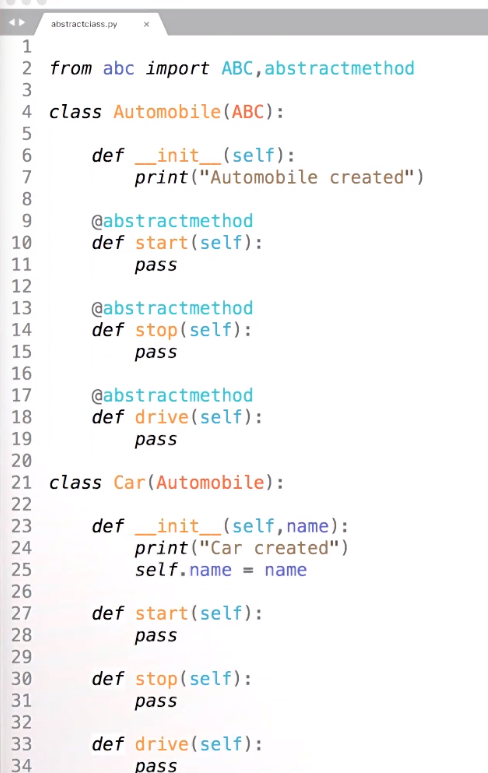 abstractclass.py ×
1
2 from abc import ABC,abstractmethod
3
4 class Automobile(ABC):
5
6     def __init__(self):
7         print("Automobile created")
8
9     @abstractmethod
10     def start(self):
11         pass
12
13     @abstractmethod
14     def stop(self):
15         pass
16
17     @abstractmethod
18     def drive(self):
19         pass
20
21 class Car(Automobile):
22
23     def __init__(self,name):
24         print("Car created")
25         self.name = name
26
27     def start(self):
28         pass
29
30     def stop(self):
31         pass
32
33     def drive(self):
34         pass